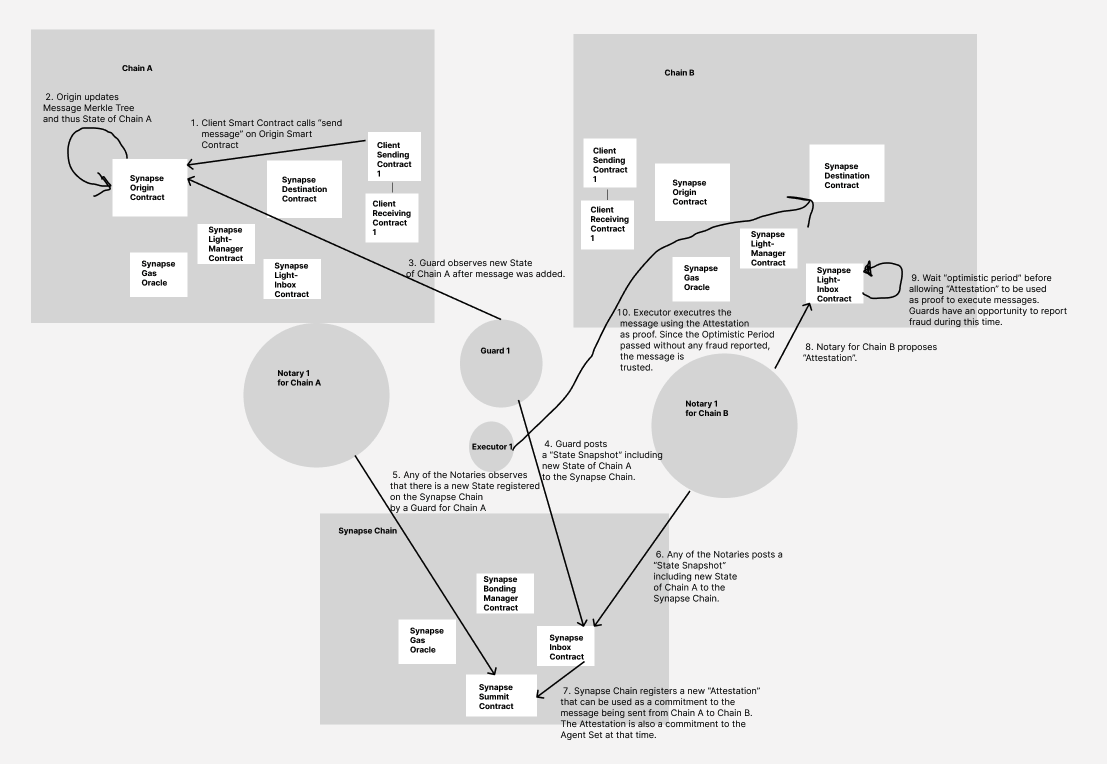 Chain A
2. Origin updates
Message Merkle Tree
and thus State of Chain A
1. Client Smart Contract calls “send
message” on Origin Smart
Contract
Client
Sending
Contract
1
Synapse
Origin
Contract
Synapse
Destination
Contract
Client
Receiving
Contract
1
Synapse
Light-
Manager
Contract
Synapse
Gas
Oracle
Synapse
Light-
Inbox
Contract
3. Guard observes new State
of Chain A after message was added.
Chain B
Client
Sending
Contract
1
Synapse
Origin
Contract
Synapse
Destination
Contract
Client
Receiving
Contract
1
Synapse
Light-
Manager
Contract
Synapse
Gas
Oracle
Synapse
Light-
Inbox
Contract
9. Wait “optimistic period” before
allowing “Attestation” to be used
as proof to execute messages.
Guards have an opportunity to report
fraud during this time.
10. Executor executres the
message using the Attestation
as proof. Since the Optimistic Period
passed without any fraud reported,
the message is
trusted.
8. Notary for Chain B proposes
“Attestation”.
Guard 1
Notary 1
for Chain A
Notary 1
for Chain B
Executor 1
4. Guard posts
a “State Snapshot” including
new State of Chain A
to the Synapse Chain.
5. Any of the Notaries observes
that there is a new State registered
on the Synapse Chain
by a Guard for Chain A
Synapse Chain
6. Any of the Notaries posts a
“State Snapshot”
including new State
of Chain A to the
Synapse Chain.
Synapse
Bonding
Manager
Contract
Synapse
Gas
Oracle
Synapse
Inbox
Contract
Synapse
Summit
Contract
7. Synapse Chain registers a new “Attestation”
that can be used as a commitment to the
message being sent from Chain A to Chain B.
The Attestation is also a commitment to the
Agent Set at that time.